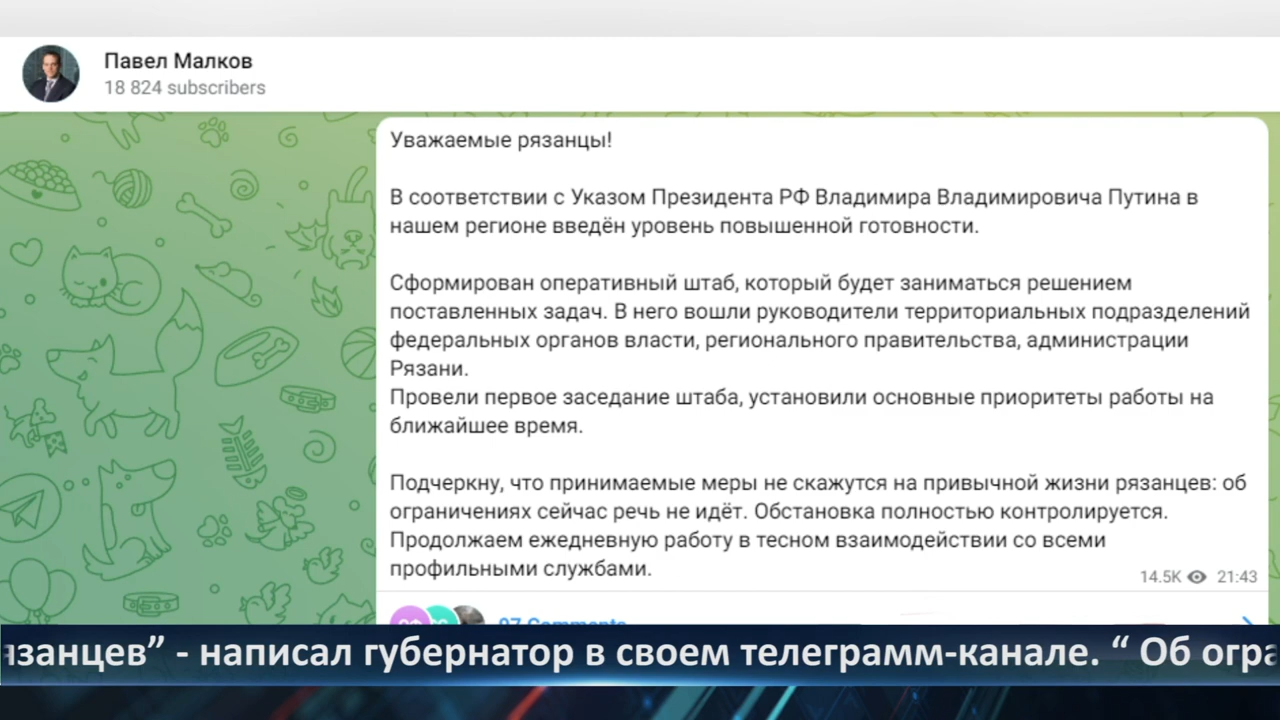 Павел Малков
18 824 subscribers
Уважаемые рязанцы!
В соответствии с Указом Президента РФ Владимира Владимировича Путина в
нашем регионе введён уровень повышенной готовности.
Сформирован оперативный штаб, который будет заниматься решением
поставленных задач. В него вошли руководители территориальных подразделений
федеральных органов власти, регионального правительства, администрации
Рязани.
Провели первое заседание штаба, установили основные приоритеты работы на
ближайшее время.
Подчеркну, что принимаемые меры не скажутся на привычной жизни рязанцев: об
ограничениях сейчас речь не идёт. Обстановка полностью контролируется.
Продолжаем ежедневную работу в тесном взаимодействии со всеми
профильными службами.
14.5K 21:43
97 Comments
язанцев” - написал губернатор в своем телеграмм-канале. “ Об огра